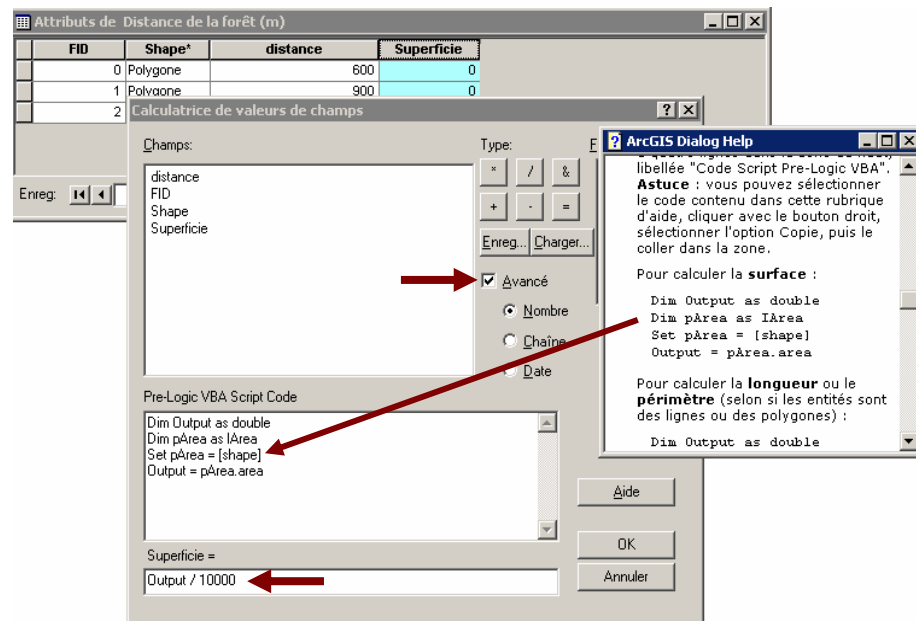 Attributs de Distance de la forêt (m)
FID Shape* distance Superficie
0 Polygone 600 0
1 Polygone 900 0
2
Enreg:
Calculatrice de valeurs de champs
Champs:
distance
FID
Shape
Superficie
Type:
F
* / &
+ - =
Enreg... Charger...
Avancé
Nombre
Chaîne
Date
Pre-Logic VBA Script Code
Dim Output as double
Dim pArea as IArea
Set pArea = [shape]
Output = pArea.area
Superficie =
Output / 10000
Aide
OK
Annuler
ArcGIS Dialog Help
libellée "Code Script Pre-Logic VBA".
Astuce : vous pouvez sélectionner
le code contenu dans cette rubrique
d'aide, cliquer avec le bouton droit,
sélectionner l'option Copie, puis le
coller dans la zone.
Pour calculer la surface :
Dim Output as double
Dim pArea as IArea
Set pArea = [shape]
Output = pArea.area
Pour calculer la longueur ou le
périmètre (selon si les entités sont
des lignes ou des polygones) :
Dim Output as double